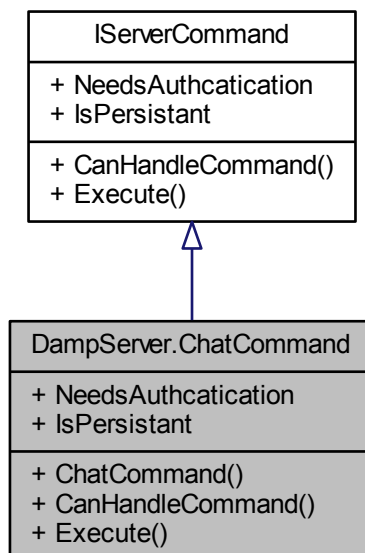 IServerCommand
+ NeedsAuthcatication
+ IsPersistant
+ CanHandleCommand()
+ Execute()
DampServer.ChatCommand
+ NeedsAuthcatication
+ IsPersistant
+ ChatCommand()
+ CanHandleCommand()
+ Execute()